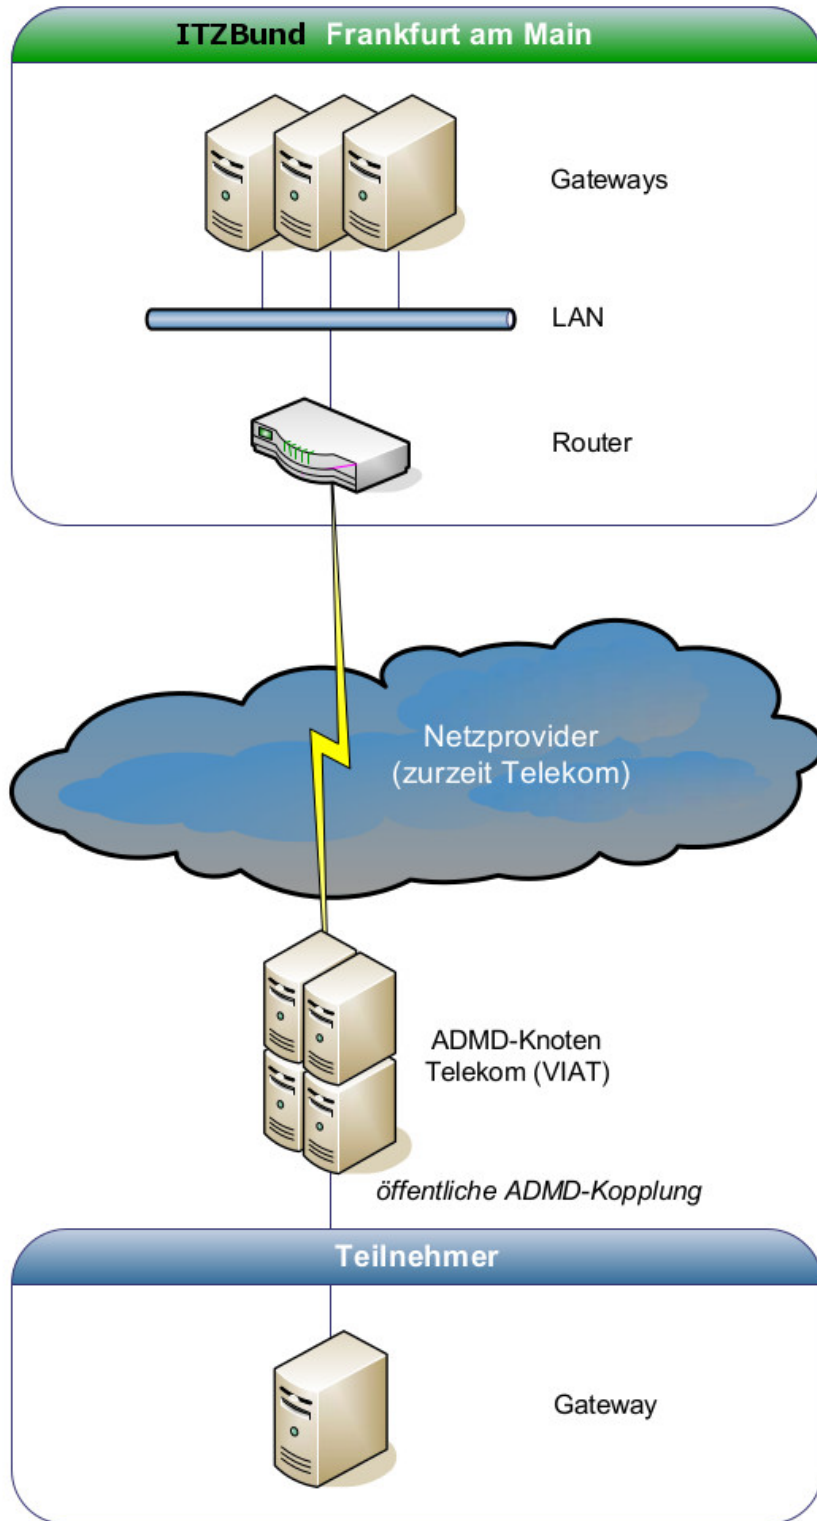 ITZBund Frankfurt am Main
Gateways
LAN
Router
Netzprovider
(zurzeit Telekom)
ADMD-Knoten
Telekom (VIAT)
öffentliche ADMD-Kopplung
Teilnehmer
Gateway